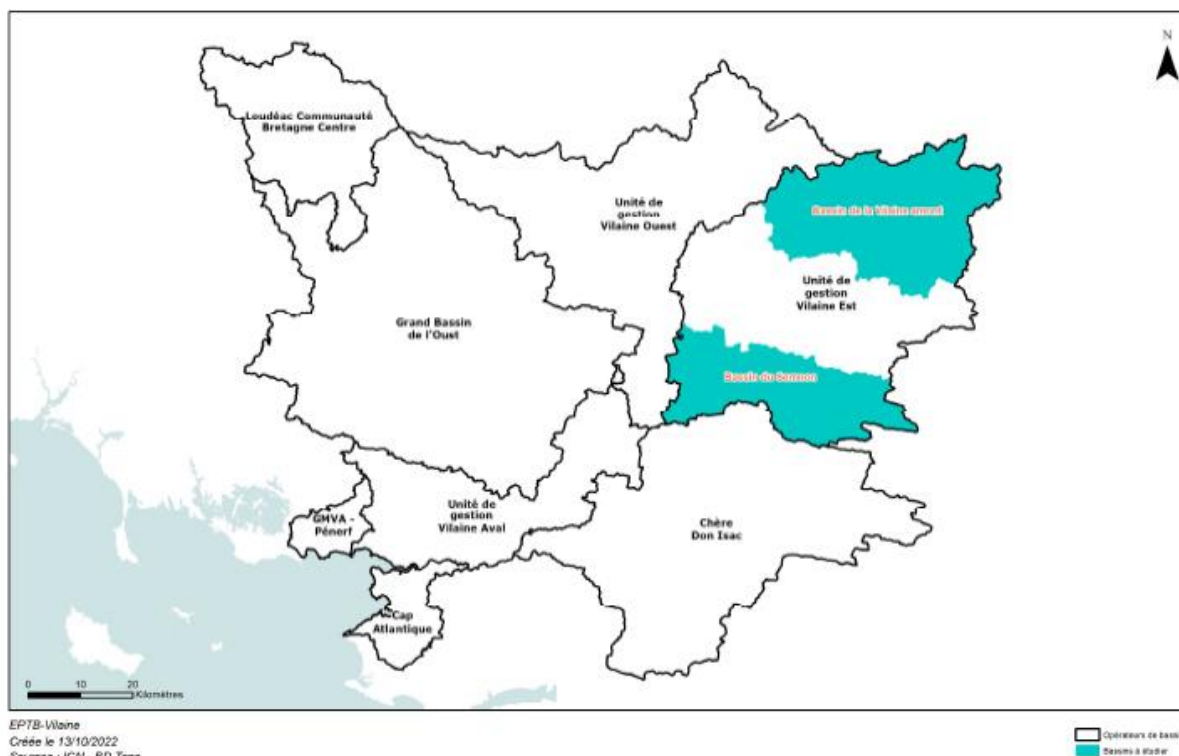 N
Loudéac Communauté
Bretagne Centre
Unité de
gestion
Vilaine Ouest
Bassin de la Vilaine amont
Unité de
gestion
Vilaine Est
Grand Bassin
de l'Oust
Bassin du Semnon
Unité de
gestion
Vilaine Aval
GMVA -
Pénerf
Chère
Don Isac
Cap
Atlantique
0 10 20
Kilomètres
EPTB-Vilaine
Créée le 13/10/2022
Opérateurs de bassin
Bassins à étudier